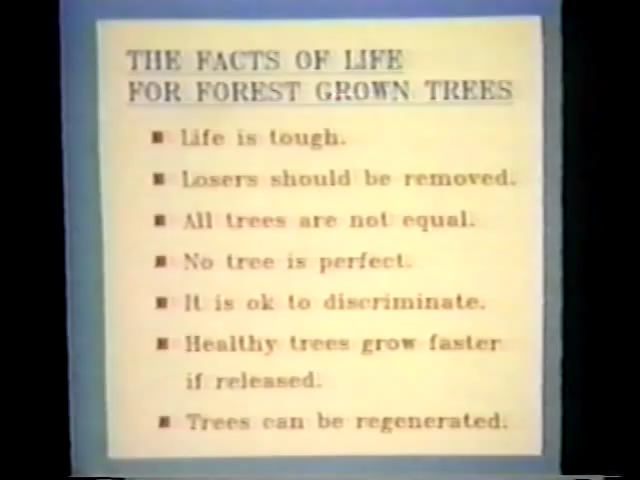 THE FACTS OF LIFE
FOR FOREST GROWN TREES
■ Life is tough.
■ Losers should be removed.
■ All trees are not equal.
■ No tree is perfect.
■ It is ok to discriminate.
■ Healthy trees grow faster
if released.
■ Trees can be regenerated.